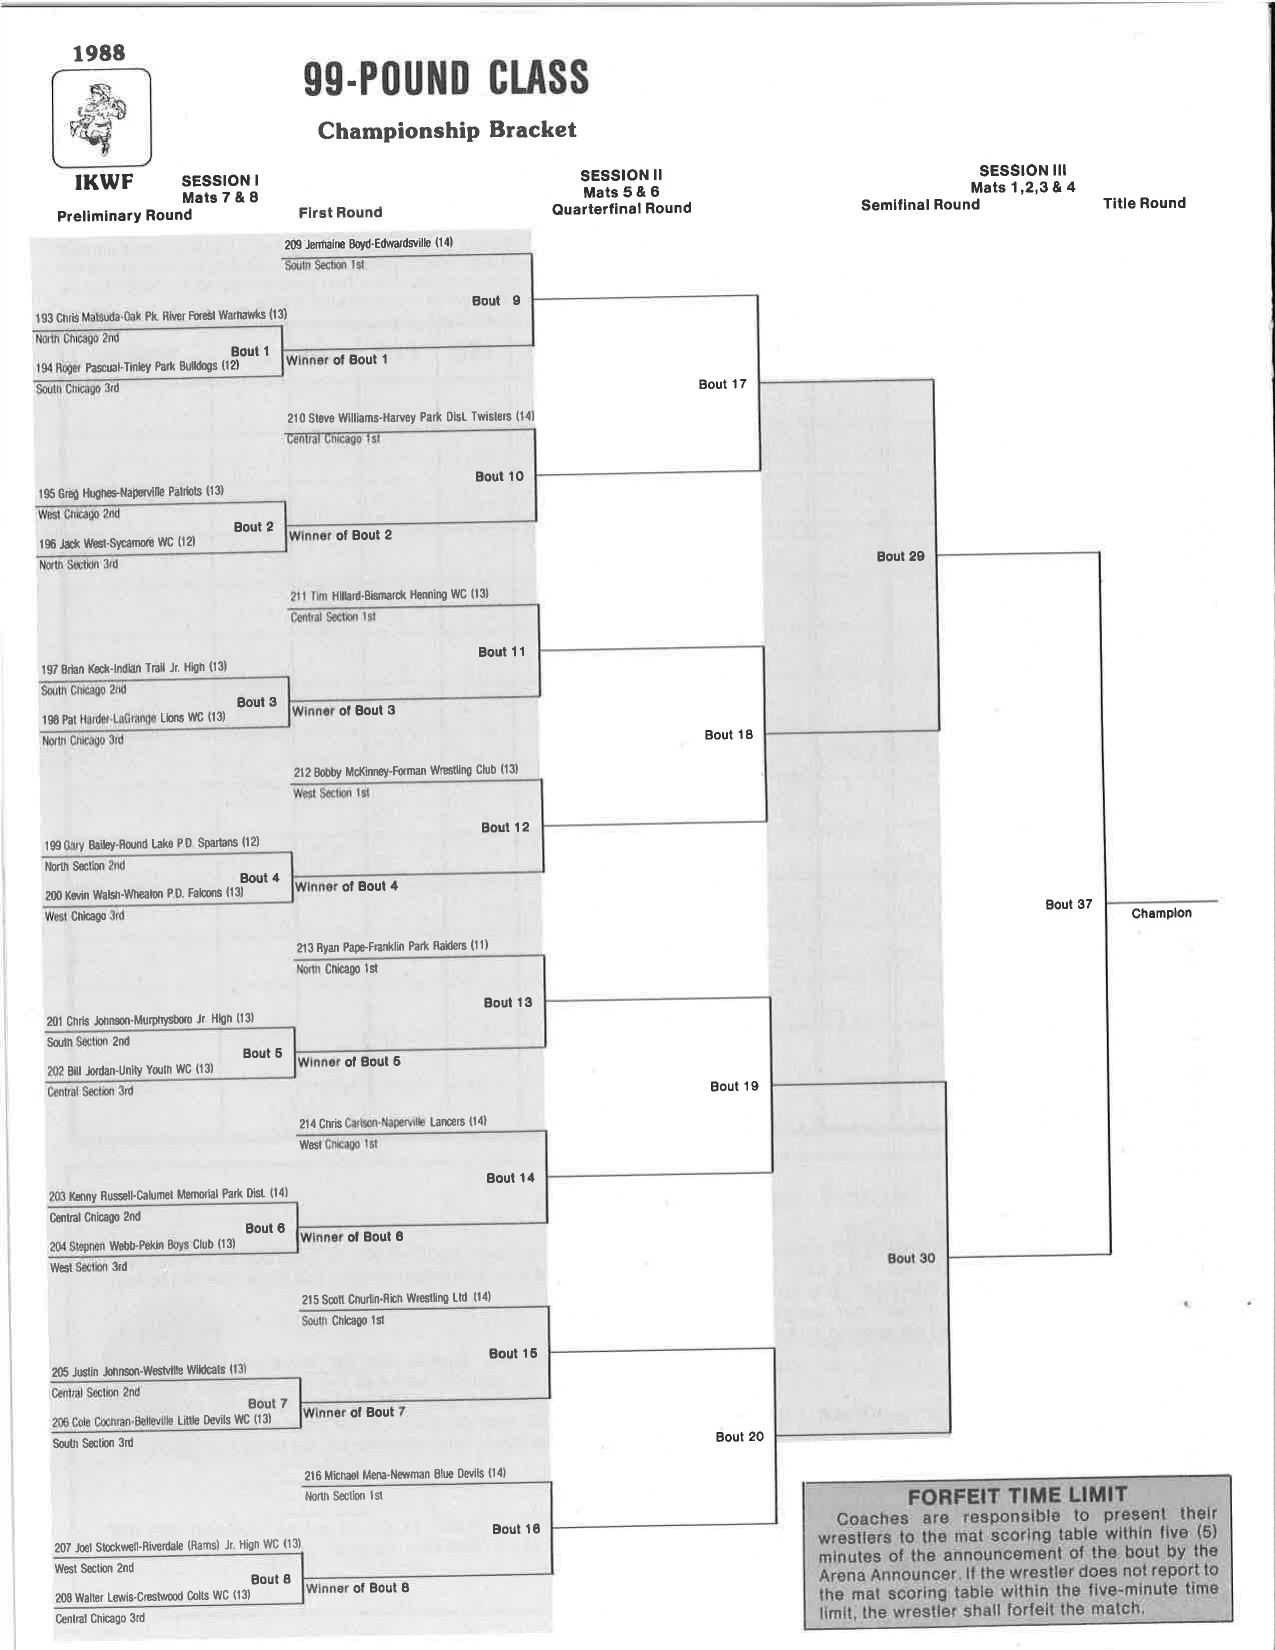 1988
99-POUND CLASS
Championship Bracket
IKWF
SESSION I
Mats 7 & 8
Preliminary Round
First Round
SESSION II
Mats 5 & 6
Quarterfinal Round
SESSION III
Mats 1,2,3 & 4
Semifinal Round
Title Round
209 Jermaine Boyd-Edwardsville (14)
South Section 1st
Bout 9
193 Chris Matsuda-Oak Pk. River Forest Warhawks (13)
North Chicago 2nd
Bout 1
Winner of Bout 1
194 Roger Pascual-Tinley Park Bulldogs (12)
South Chicago 3rd
Bout 17
210 Steve Williams-Harvey Park Dist. Twisters (14)
Central Chicago 1st
Bout 10
195 Greg Hughes-Naperville Patriots (13)
West Chicago 2nd
Bout 2
Winner of Bout 2
196 Jack West-Sycamore WC (12)
North Section 3rd
Bout 29
211 Tim Hillard-Bismarck Henning WC (13)
Central Section 1st
Bout 11
197 Brian Keck-Indian Trail Jr. High (13)
South Chicago 2nd
Bout 3
Winner of Bout 3
198 Pat Harder-LaGrange Lions WC (13)
North Chicago 3rd
Bout 18
212 Bobby McKinney-Forman Wrestling Club (13)
West Section 1st
Bout 12
199 Gary Bailey-Round Lake P.D. Spartans (12)
North Section 2nd
Bout 4
Winner of Bout 4
200 Kevin Walsh-Wheaton P.D. Falcons (13)
West Chicago 3rd
Bout 37
Champion
213 Ryan Pape-Franklin Park Raiders (11)
North Chicago 1st
Bout 13
201 Chris Johnson-Murphysboro Jr. High (13)
South Section 2nd
Bout 5
Winner of Bout 5
202 Bill Jordan-Unity Youth WC (13)
Central Section 3rd
Bout 19
214 Chris Carlson-Naperville Lancers (14)
West Chicago 1st
Bout 14
203 Kenny Russell-Calumet Memorial Park Dist. (14)
Central Chicago 2nd
Bout 6
Winner of Bout 6
204 Stephen Webb-Pekin Boys Club (13)
West Section 3rd
Bout 30
215 Scott Churlin-Rich Wrestling Ltd (14)
South Chicago 1st
Bout 15
205 Justin Johnson-Westville Wildcats (13)
Central Section 2nd
Bout 7
Winner of Bout 7
206 Cole Cochran-Belleville Little Devils WC (13)
South Section 3rd
Bout 20
216 Michael Mena-Newman Blue Devils (14)
North Section 1st
Bout 16
207 Joel Stockwell-Riverdale (Rams) Jr. High WC (13)
West Section 2nd
Bout 8
Winner of Bout 8
208 Walter Lewis-Crestwood Colts WC (13)
Central Chicago 3rd
FORFEIT TIME LIMIT
Coaches are responsible to present their
wrestlers to the mat scoring table within five (5)
minutes of the announcement of the bout by the
Arena Announcer. If the wrestler does not report to
the mat scoring table within the five-minute time
limit, the wrestler shall forfeit the match.